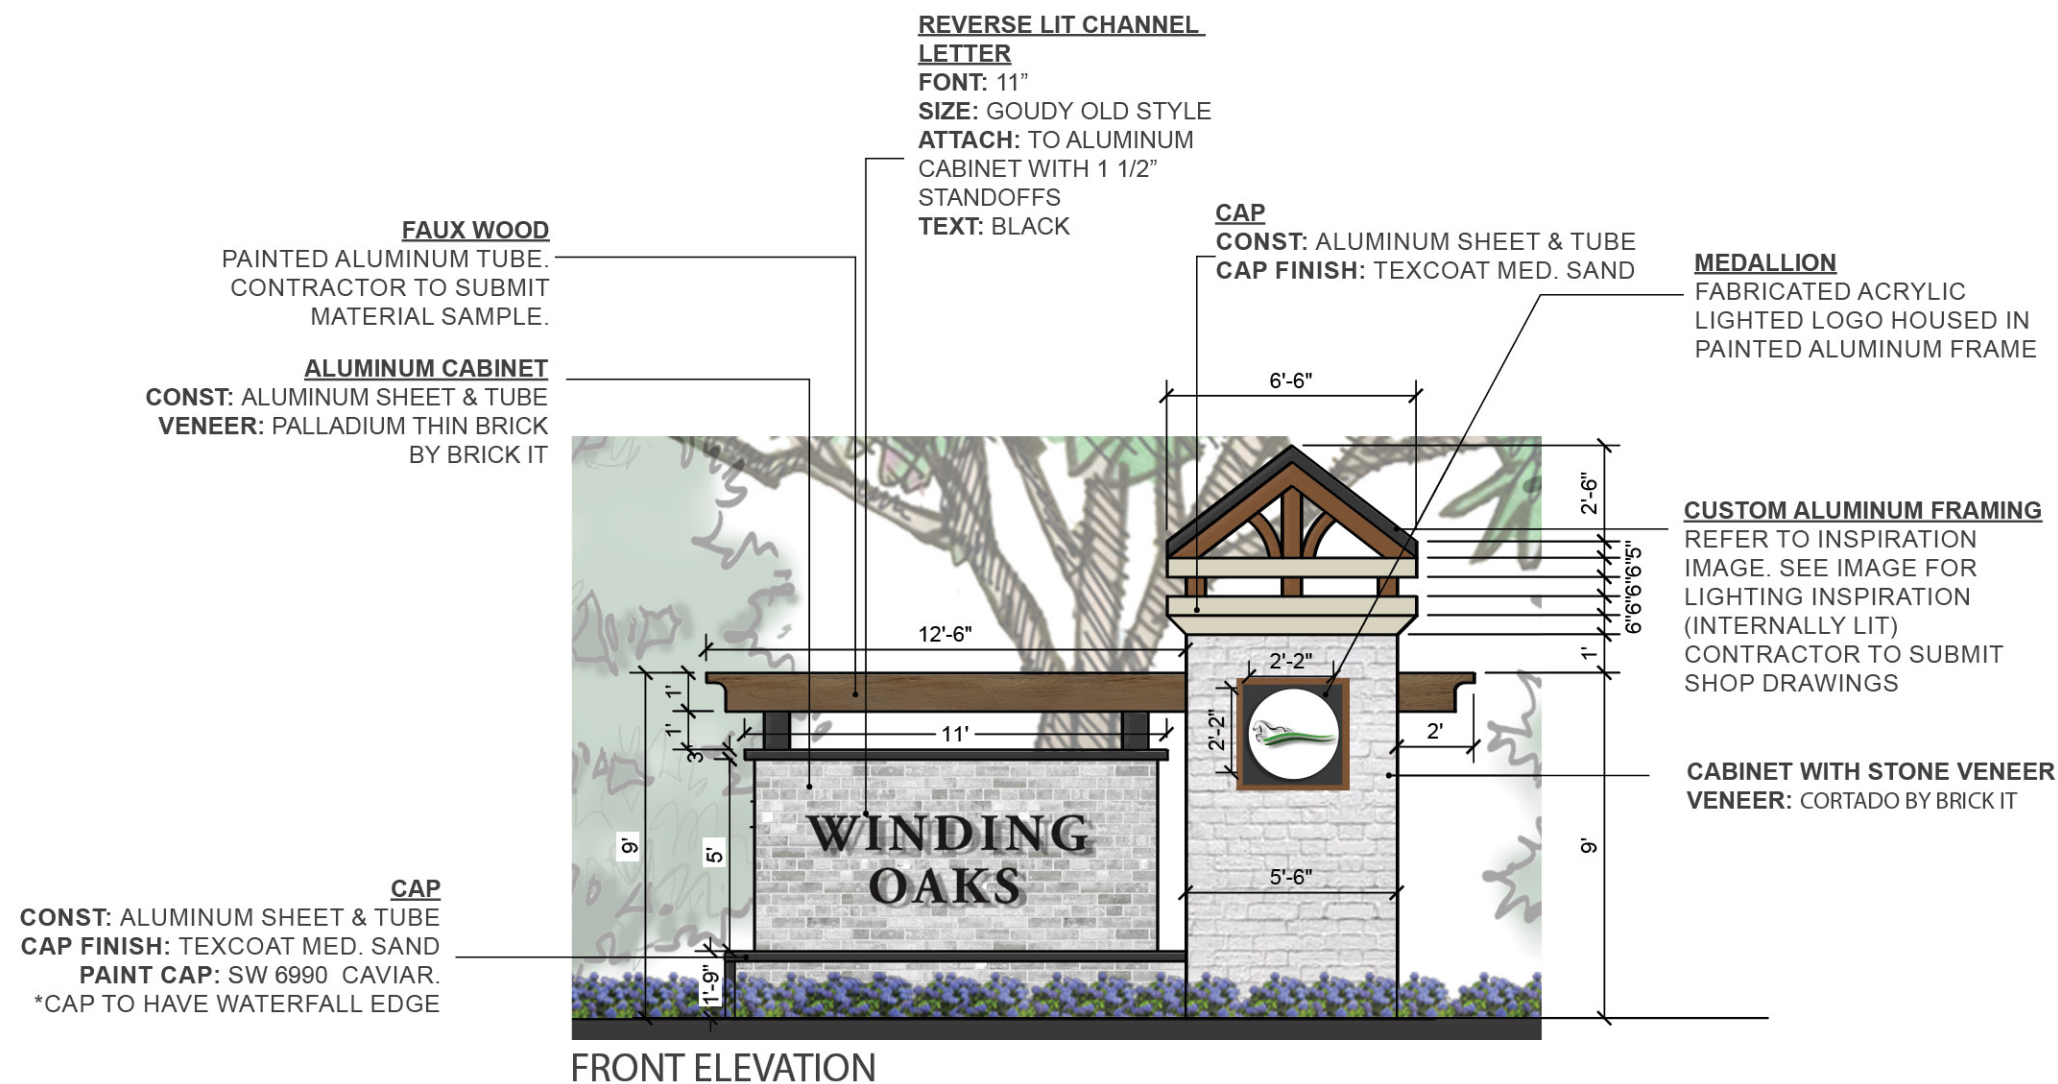 REVERSE LIT CHANNEL
LETTER
FONT: 11”
SIZE: GOUDY OLD STYLE
ATTACH: TO ALUMINUM
CABINET WITH 1 1/2”
STANDOFFS
TEXT: BLACK
FAUX WOOD
PAINTED ALUMINUM TUBE.
CONTRACTOR TO SUBMIT
MATERIAL SAMPLE.
CAP
CONST: ALUMINUM SHEET & TUBE
CAP FINISH: TEXCOAT MED. SAND
MEDALLION
FABRICATED ACRYLIC
LIGHTED LOGO HOUSED IN
PAINTED ALUMINUM FRAME
ALUMINUM CABINET
CONST: ALUMINUM SHEET & TUBE
VENEER: PALLADIUM THIN BRICK
BY BRICK IT
CUSTOM ALUMINUM FRAMING
REFER TO INSPIRATION
IMAGE. SEE IMAGE FOR
LIGHTING INSPIRATION
(INTERNALLY LIT)
CONTRACTOR TO SUBMIT
SHOP DRAWINGS
CABINET WITH STONE VENEER
VENEER: CORTADO BY BRICK IT
CAP
CONST: ALUMINUM SHEET & TUBE
CAP FINISH: TEXCOAT MED. SAND
PAINT CAP: SW 6990 CAVIAR.
*CAP TO HAVE WATERFALL EDGE
6'-6"
2'-6"
5"
6"
6"
6"
6"
1'
12'-6"
2'-2"
2'-2"
1'
1'
3"
11'
2'
9'
5'
9'
WINDING
OAKS
5'-6"
1'-9"
FRONT ELEVATION